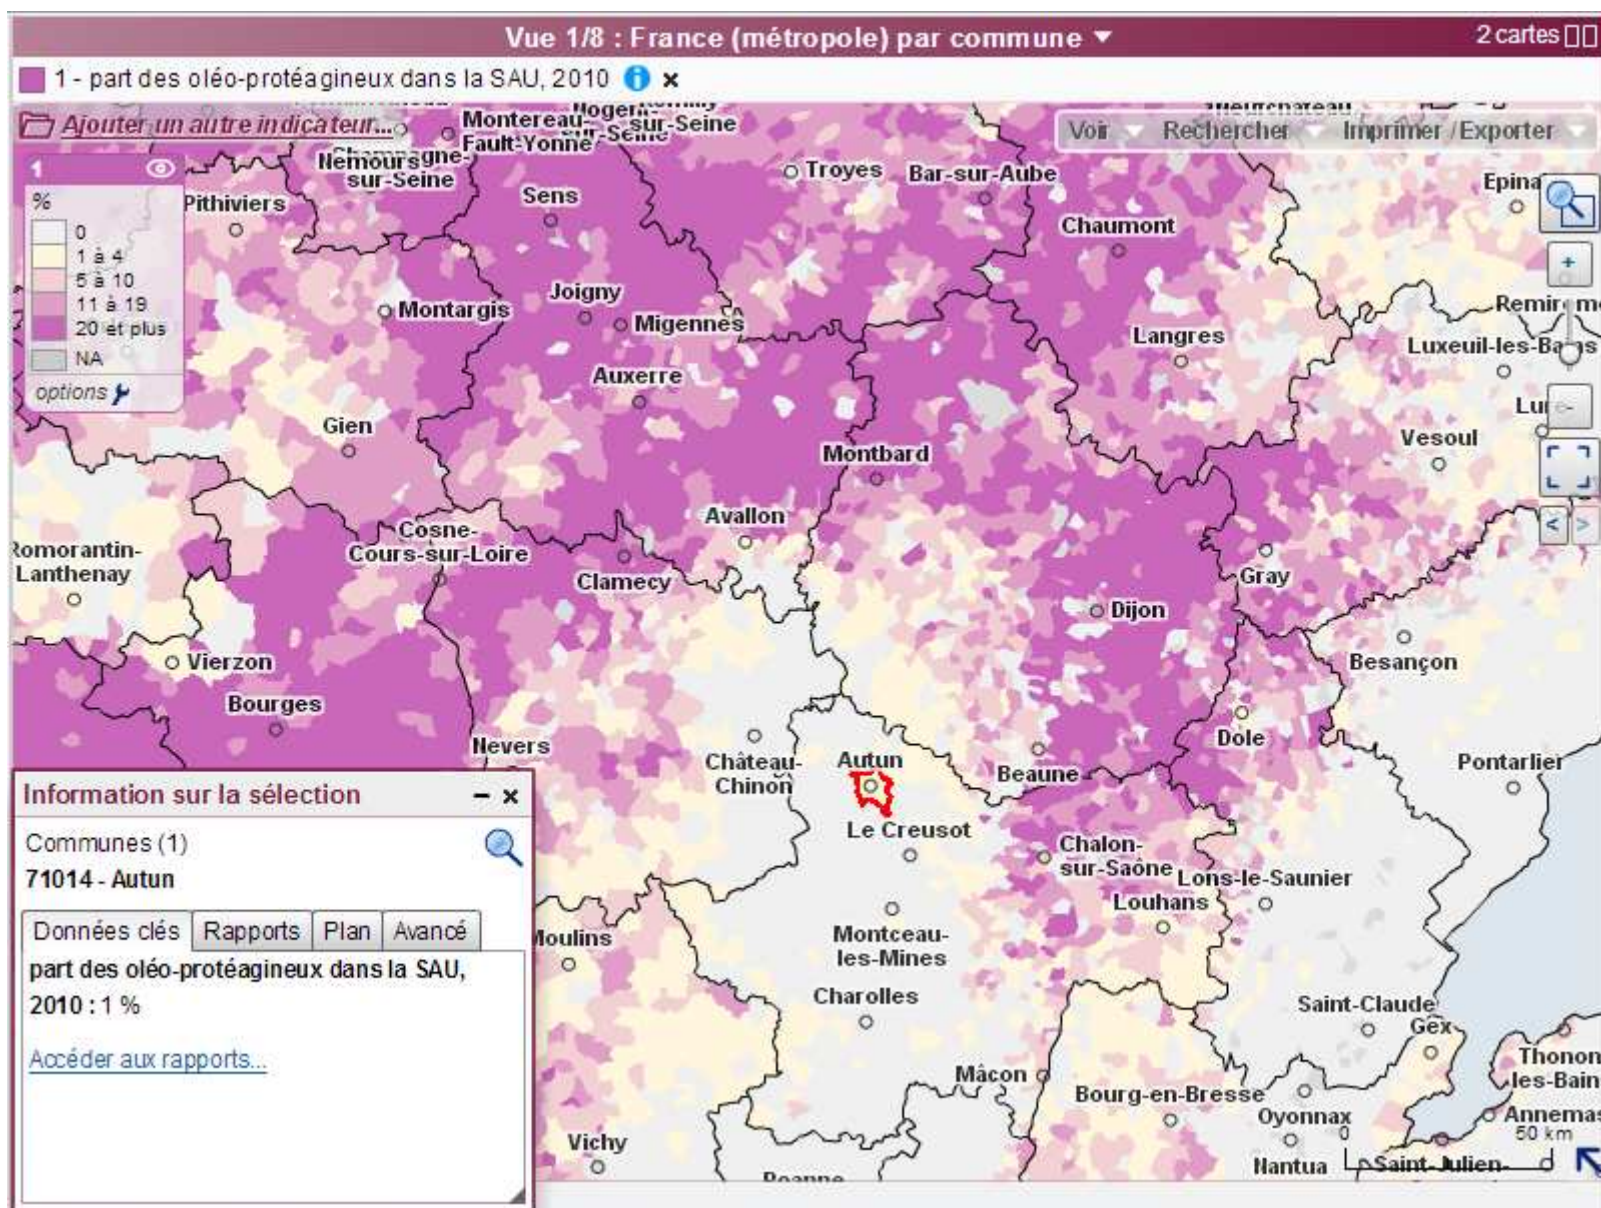 Vue 1/8 : France (métropole) par commune
2 cartes
1 - part des oléo-protéagineux dans la SAU, 2010
Ajouter un autre indicateur...
Voir
Rechercher
Imprimer / Exporter
1
%
0
1 à 4
5 à 10
11 à 19
20 et plus
NA
options
Montereau-
Fault-Yonne
sur-Seine
Nemours
sur-Seine
Troyes
Bar-sur-Aube
Pithiviers
Sens
Chaumont
Joigny
Montargis
Migennes
Langres
Luxeuil-les-Bains
Auxerre
Gien
Vesoul
Montbard
Avallon
Cosne-
Cours-sur-Loire
Romorantin-
Lanthenay
Clamecy
Gray
Dijon
Vierzon
Besançon
Bourges
Nevers
Dole
Château-
Chinon
Autun
Beaune
Pontarlier
Le Creusot
Chalon-
sur-Saône
Lons-le-Saunier
Louhans
Moulins
Montceau-
les-Mines
Charolles
Saint-Claude
Gex
Thonon
les-Bain
Mâcon
Bourg-en-Bresse
Oyonnax
Annemas
Vichy
Nantua
Saint-Julien-
0
50 km
Information sur la sélection
Communes (1)
71014 - Autun
Données clés
Rapports
Plan
Avancé
part des oléo-protéagineux dans la SAU,
2010 : 1 %
Accéder aux rapports...